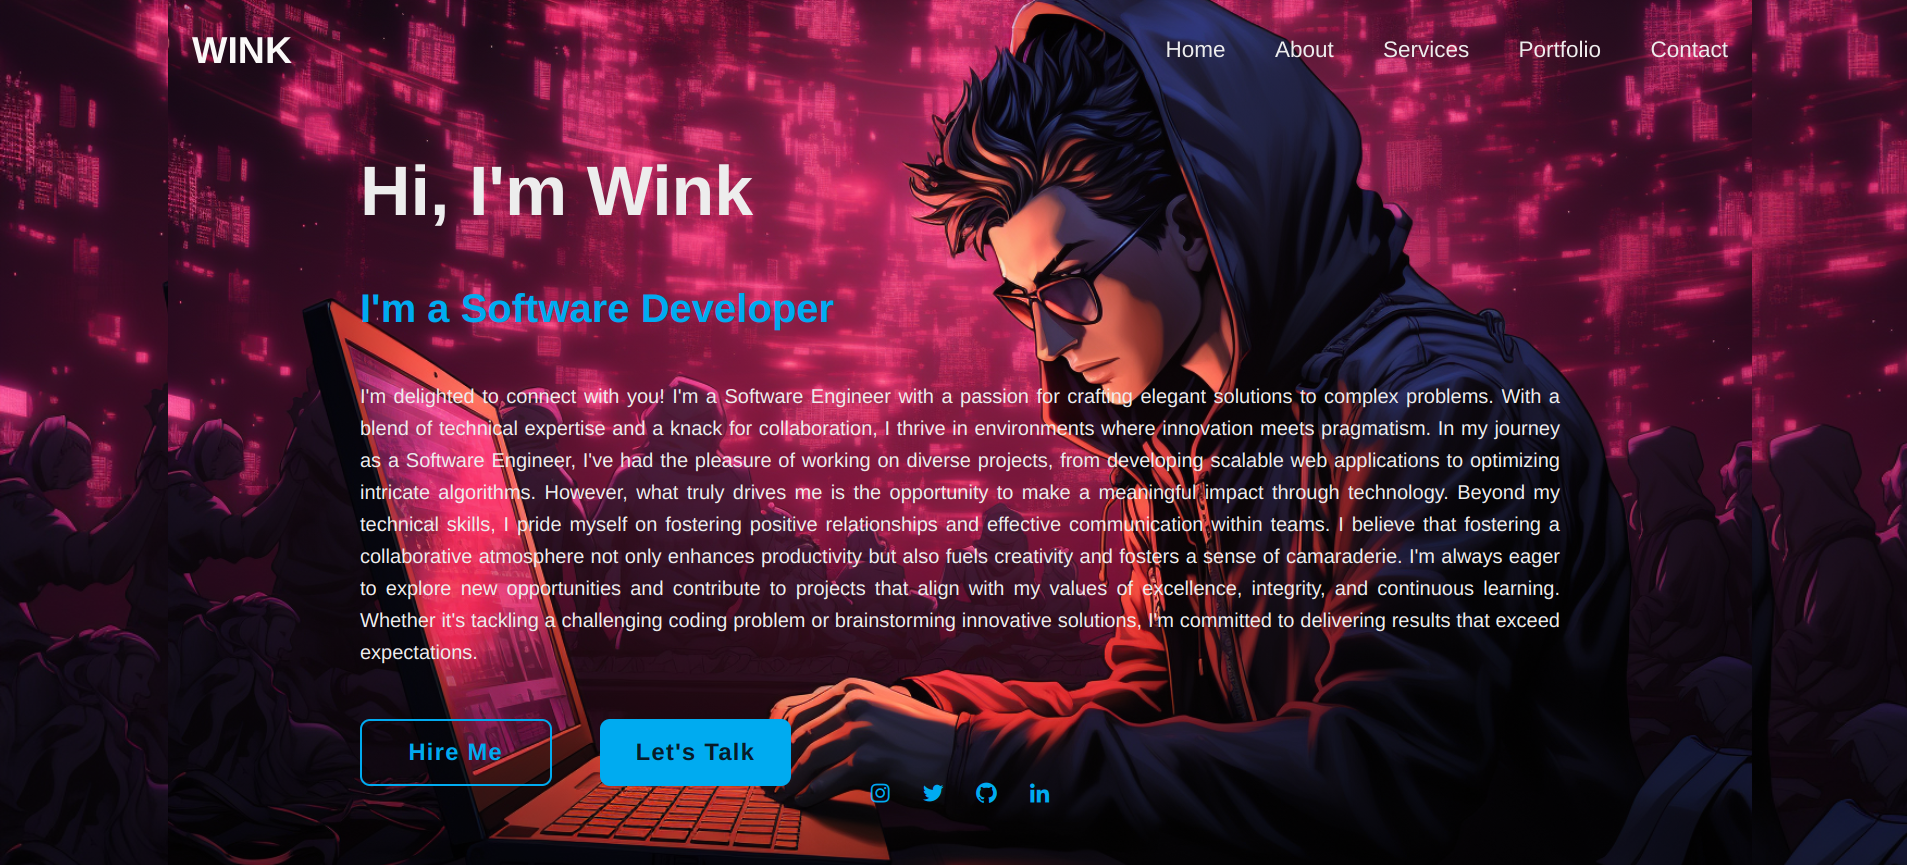 WINK
Home About Services Portfolio Contact
Hi, I'm Wink
I'm a Software Developer
I'm delighted to connect with you! I'm a Software Engineer with a passion for crafting elegant solutions to complex problems. With a
blend of technical expertise and a knack for collaboration, I thrive in environments where innovation meets pragmatism. In my journey
as a Software Engineer, I've had the pleasure of working on diverse projects, from developing scalable web applications to optimizing
intricate algorithms. However, what truly drives me is the opportunity to make a meaningful impact through technology. Beyond my
technical skills, I pride myself on fostering positive relationships and effective communication within teams. I believe that fostering a
collaborative atmosphere not only enhances productivity but also fuels creativity and fosters a sense of camaraderie. I'm always eager
to explore new opportunities and contribute to projects that align with my values of excellence, integrity, and continuous learning.
Whether it's tackling a challenging coding problem or brainstorming innovative solutions, I'm committed to delivering results that exceed
expectations.
Hire Me Let's Talk